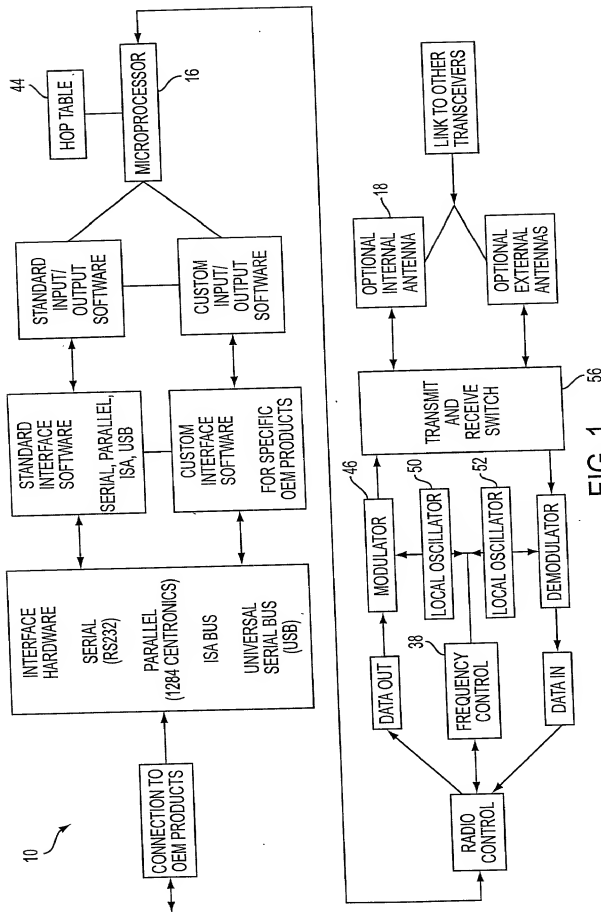 10
CONNECTION TO
OEM PRODUCTS
INTERFACE
HARDWARE
SERIAL
(RS232)
PARALLEL
(1284 CENTRONICS)
ISA BUS
UNIVERSAL
SERIAL BUS
(USB)
STANDARD
INTERFACE
SOFTWARE
SERIAL, PARALLEL,
ISA, USB
CUSTOM
INTERFACE
SOFTWARE
FOR SPECIFIC
OEM PRODUCTS
STANDARD
INPUT/
OUTPUT
SOFTWARE
CUSTOM
INPUT/
OUTPUT
SOFTWARE
44
HOP TABLE
MICROPROCESSOR
16
RADIO
CONTROL
DATA OUT
38
FREQUENCY
CONTROL
DATA IN
MODULATOR
46
LOCAL OSCILLATOR
50
LOCAL OSCILLATOR
52
DEMODULATOR
TRANSMIT
AND
RECEIVE
SWITCH
56
OPTIONAL
INTERNAL
ANTENNA
18
OPTIONAL
EXTERNAL
ANTENNAS
LINK TO OTHER
TRANSCEIVERS
FIG. 1